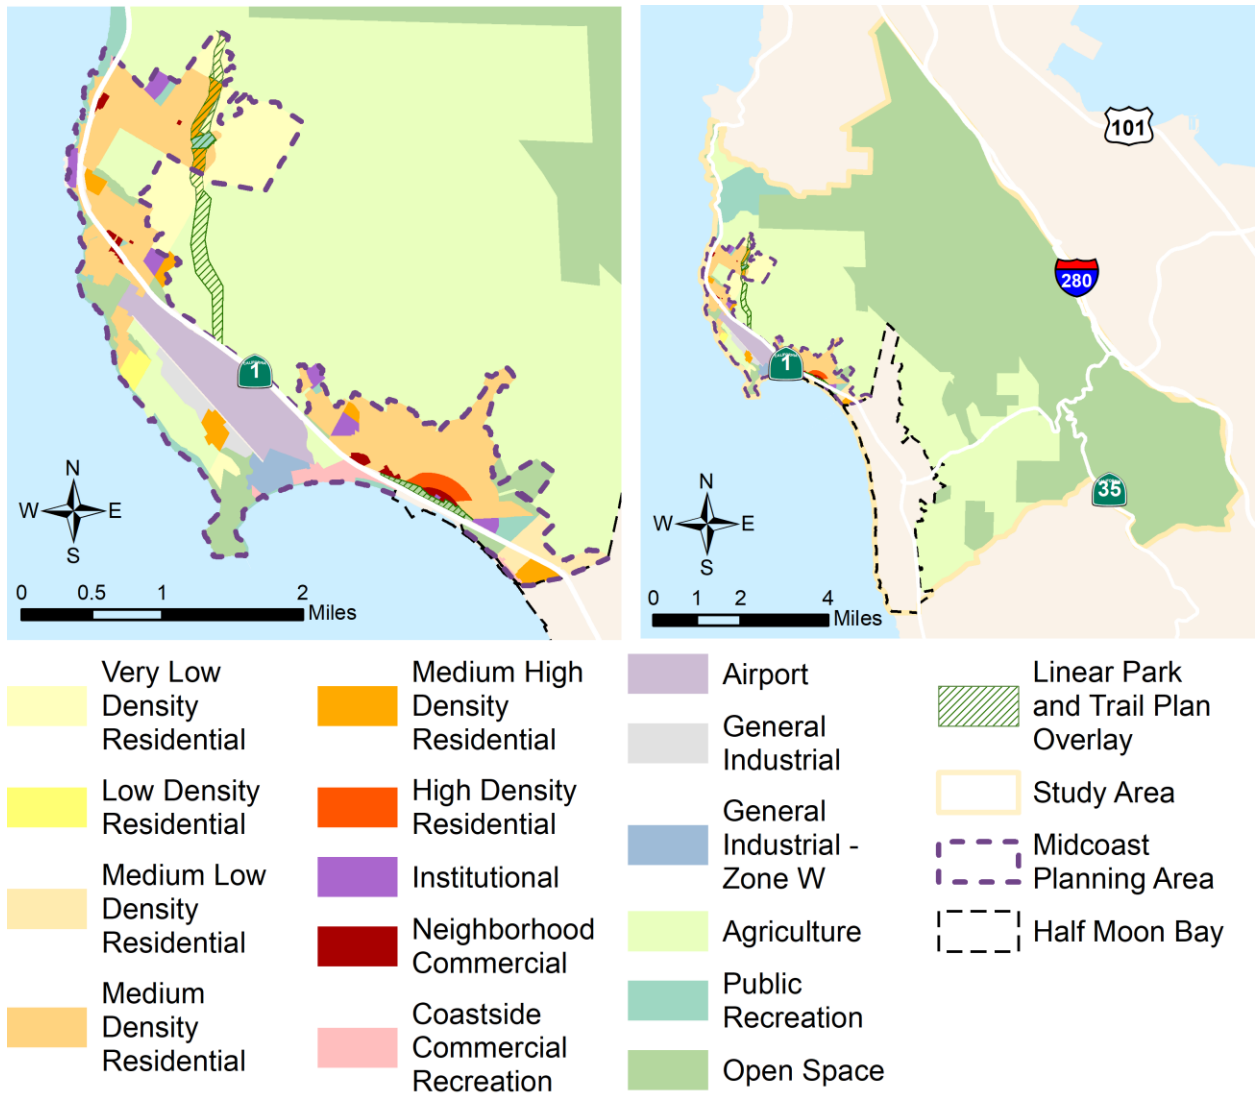 1
N
W
E
S
0
0.5
1
2
Miles
101
280
1
35
N
W
E
S
0
1
2
4
Miles
Very Low
Density
Residential
Low Density
Residential
Medium Low
Density
Residential
Medium
Density
Residential
Medium High
Density
Residential
High Density
Residential
Institutional
Neighborhood
Commercial
Coastside
Commercial
Recreation
Airport
General
Industrial
General
Industrial -
Zone W
Agriculture
Public
Recreation
Open Space
Linear Park
and Trail Plan
Overlay
Study Area
Midcoast
Planning Area
Half Moon Bay